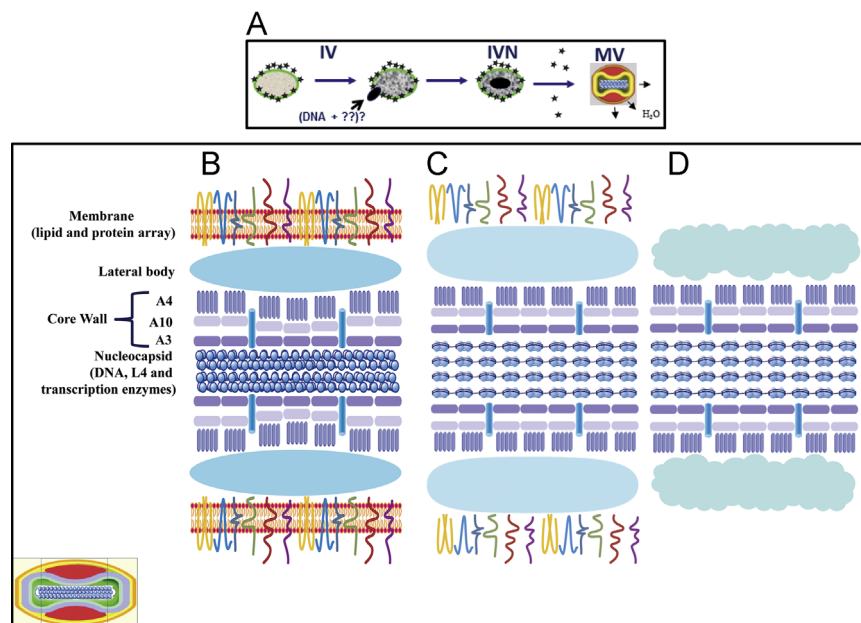 A
IV
IVN
MV
(DNA + ??)?
H₂O
B
C
D
Membrane
(lipid and protein array)
Lateral body
Core Wall
A4
A10
A3
Nucleocapsid
(DNA, L4 and
transcription enzymes)